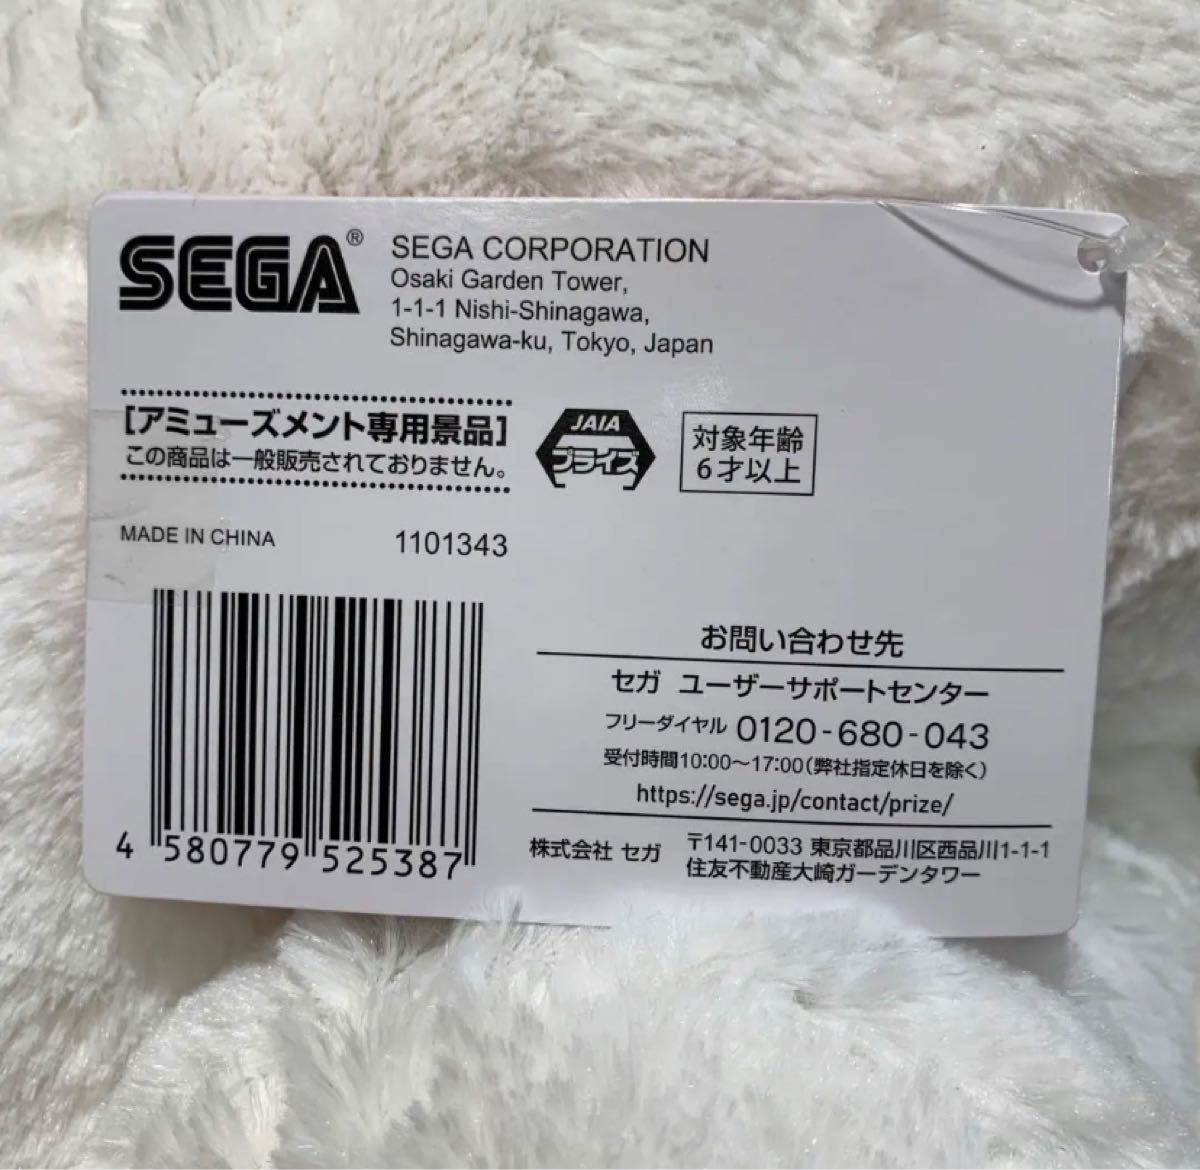 SEGA®
SEGA CORPORATION
Osaki Garden Tower,
1-1-1 Nishi-Shinagawa,
Shinagawa-ku, Tokyo, Japan
[アミューズメント専用景品]
この商品は一般販売されておりません。
JAIA
プライズ
対象年齢
6才以上
MADE IN CHINA
1101343
4 580779 525387
お問い合わせ先
セガ ユーザーサポートセンター
フリーダイヤル 0120-680-043
受付時間10:00〜17:00(弊社指定休日を除く)
https://sega.jp/contact/prize/
株式会社 セガ
〒141-0033 東京都品川区西品川1-1-1
住友不動産大崎ガーデンタワー